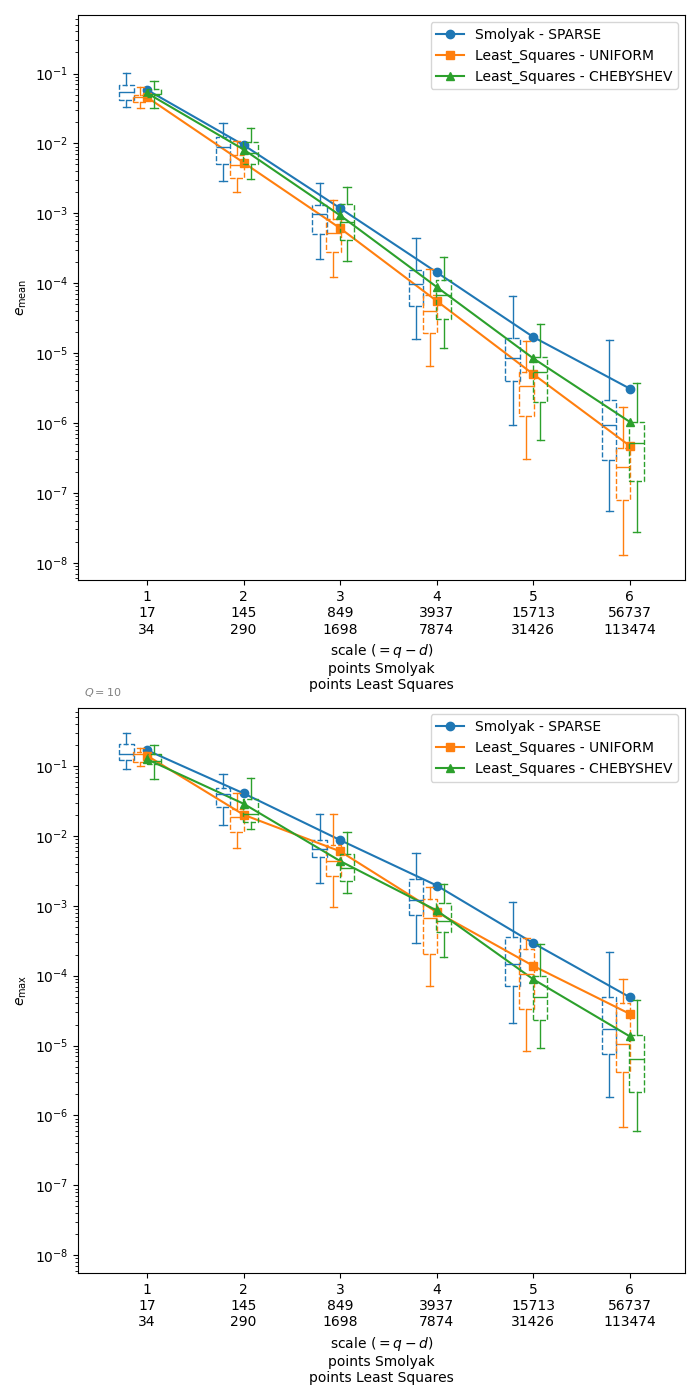 Smolyak - SPARSE
Least_Squares - UNIFORM
Least_Squares - CHEBYSHEV
10⁻¹
10⁻²
10⁻³
10⁻⁴
10⁻⁵
10⁻⁶
10⁻⁷
10⁻⁸
e_mean
1 2 3 4 5 6
17 145 849 3937 15713 56737
34 290 1698 7874 31426 113474
scale (= q − d)
points Smolyak
points Least Squares
Q = 10
Smolyak - SPARSE
Least_Squares - UNIFORM
Least_Squares - CHEBYSHEV
10⁻¹
10⁻²
10⁻³
10⁻⁴
10⁻⁵
10⁻⁶
10⁻⁷
10⁻⁸
e_max
1 2 3 4 5 6
17 145 849 3937 15713 56737
34 290 1698 7874 31426 113474
scale (= q − d)
points Smolyak
points Least Squares